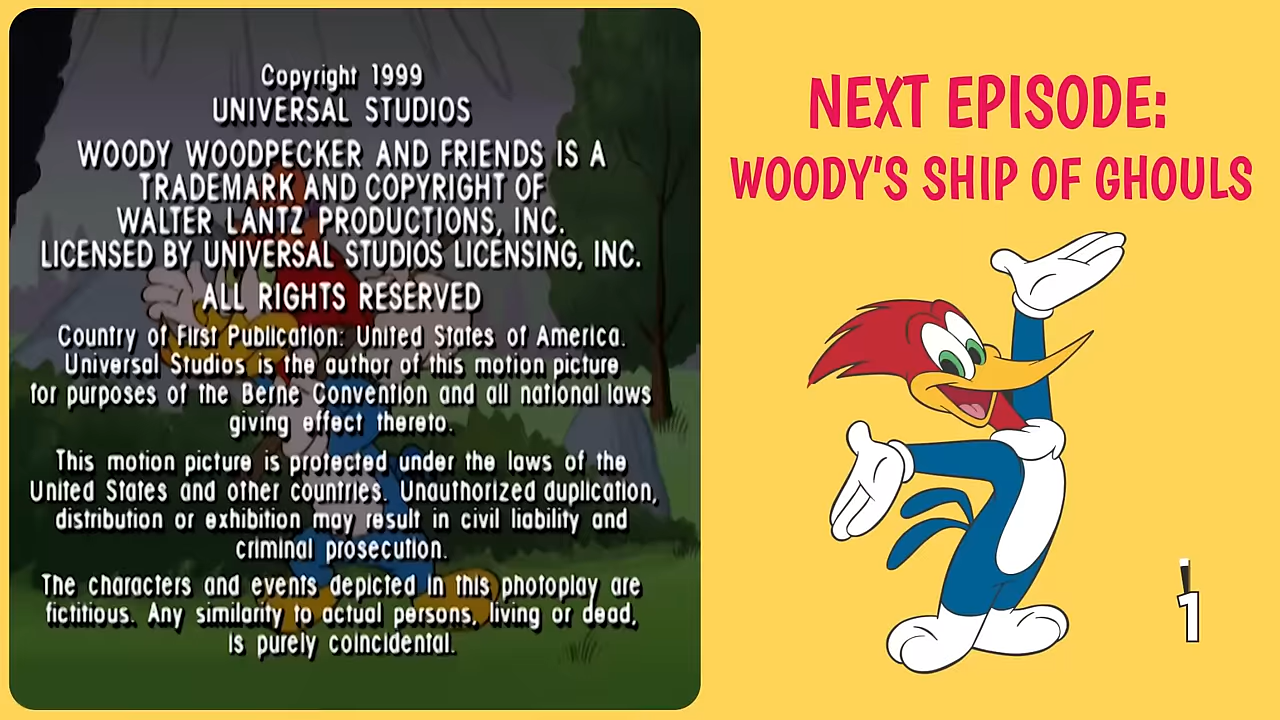 Copyright 1999
UNIVERSAL STUDIOS
WOODY WOODPECKER AND FRIENDS IS A
TRADEMARK AND COPYRIGHT OF
WALTER LANTZ PRODUCTIONS, INC.
LICENSED BY UNIVERSAL STUDIOS LICENSING, INC.
ALL RIGHTS RESERVED
Country of First Publication: United States of America.
Universal Studios is the author of this motion picture
for purposes of the Berne Convention and all national laws
giving effect thereto.
This motion picture is protected under the laws of the
United States and other countries. Unauthorized duplication,
distribution or exhibition may result in civil liability and
criminal prosecution.
The characters and events depicted in this photoplay are
fictitious. Any similarity to actual persons, living or dead,
is purely coincidental.
NEXT EPISODE:
WOODY'S SHIP OF GHOULS
1